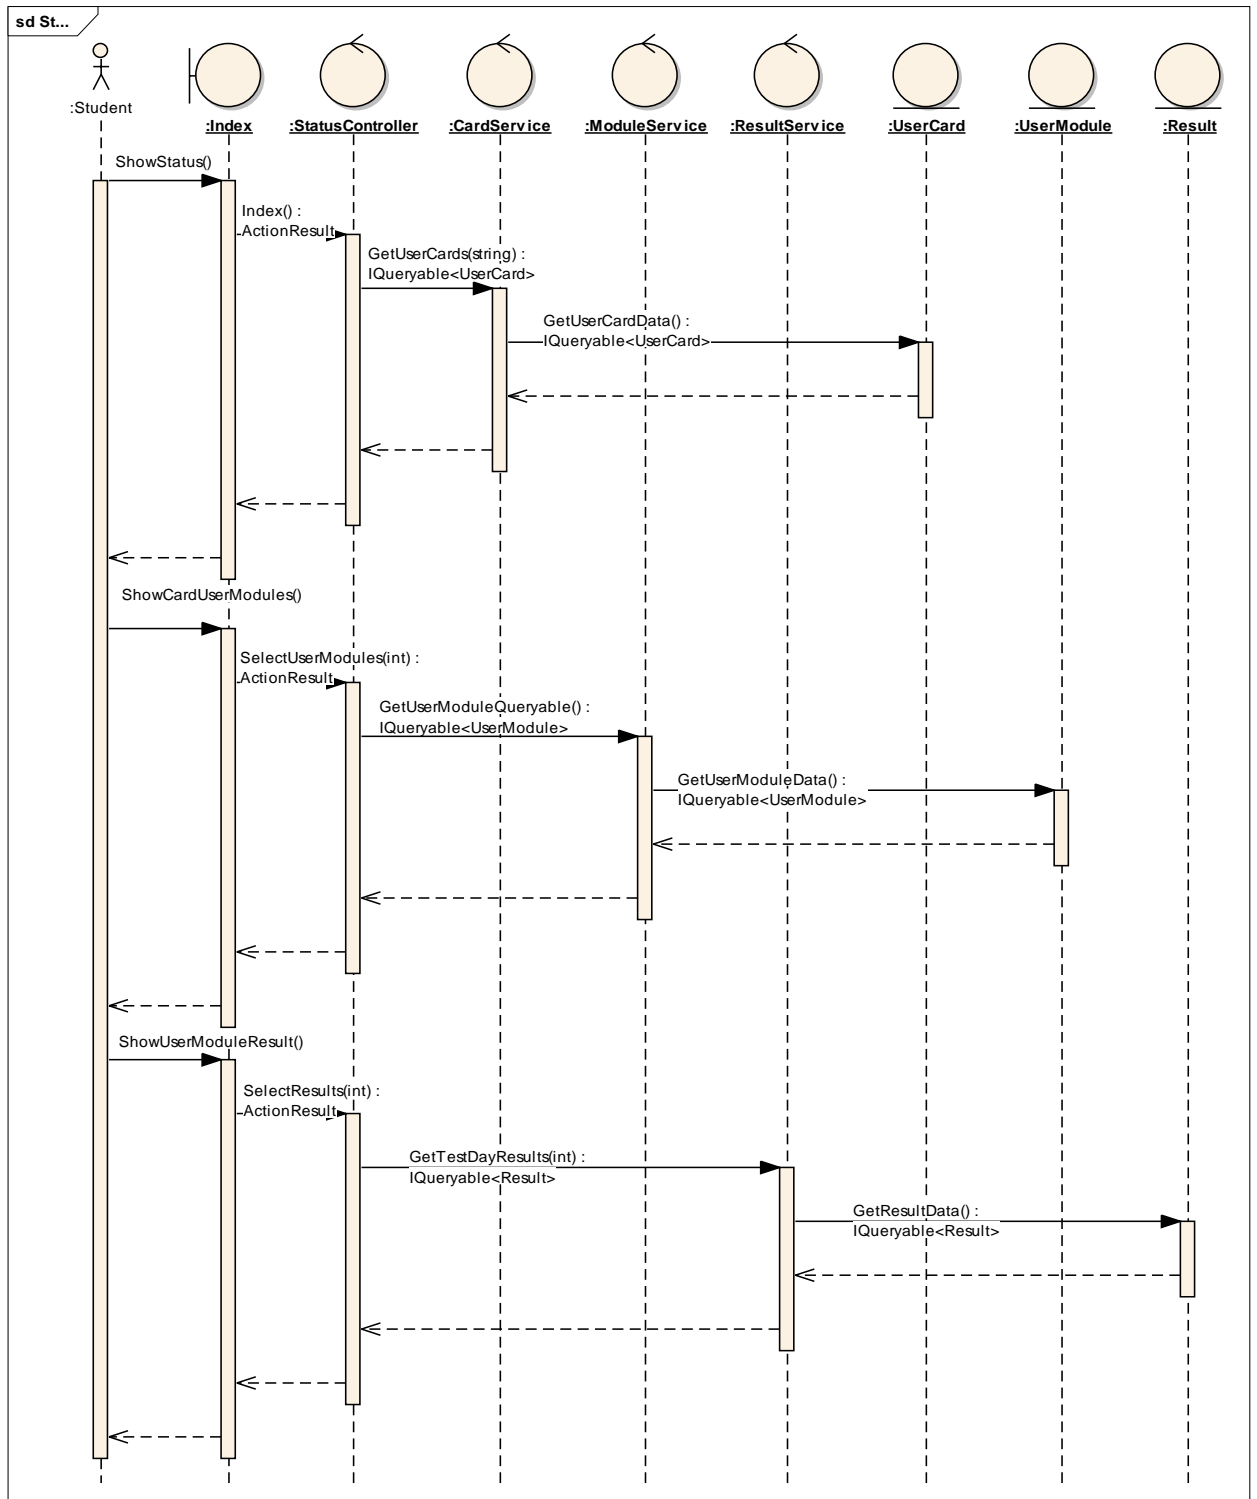 sd St...
:Student
:Index
:StatusController
:CardService
:ModuleService
:ResultService
:UserCard
:UserModule
:Result
ShowStatus()
Index() :
ActionResult
GetUserCards(string) :
IQueryable<UserCard>
GetUserCardData() :
IQueryable<UserCard>
ShowCardUserModules()
SelectUserModules(int) :
ActionResult
GetUserModuleQueryable() :
IQueryable<UserModule>
GetUserModuleData() :
IQueryable<UserModule>
ShowUserModuleResult()
SelectResults(int) :
ActionResult
GetTestDayResults(int) :
IQueryable<Result>
GetResultData() :
IQueryable<Result>